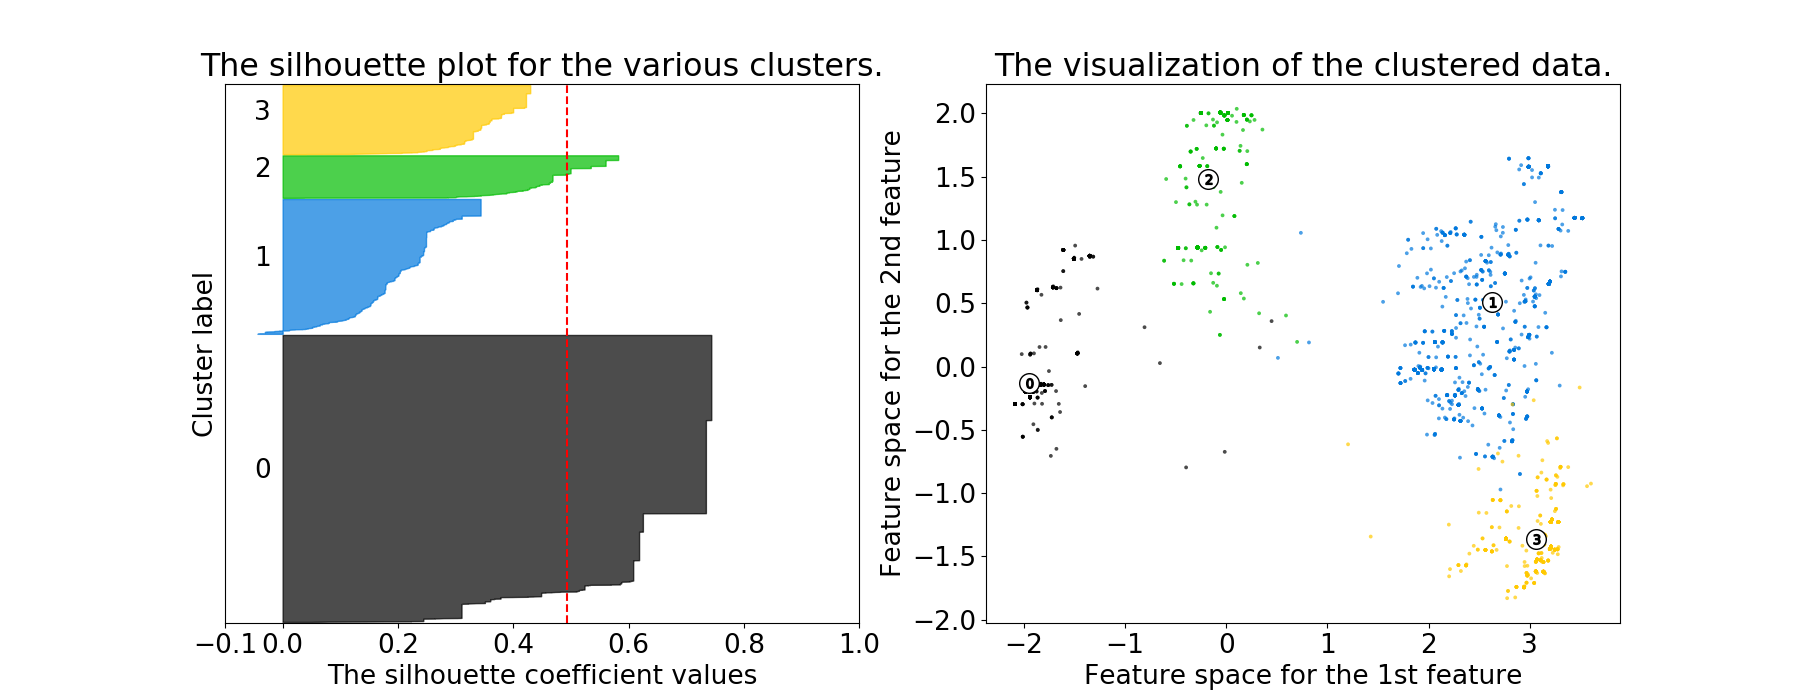 The silhouette plot for the various clusters.
3
2
1
0
Cluster label
−0.1 0.0 0.2 0.4 0.6 0.8 1.0
The silhouette coefficient values
The visualization of the clustered data.
2.0
1.5
1.0
0.5
0.0
−0.5
−1.0
−1.5
−2.0
Feature space for the 2nd feature
2
1
0
3
−2 −1 0 1 2 3
Feature space for the 1st feature